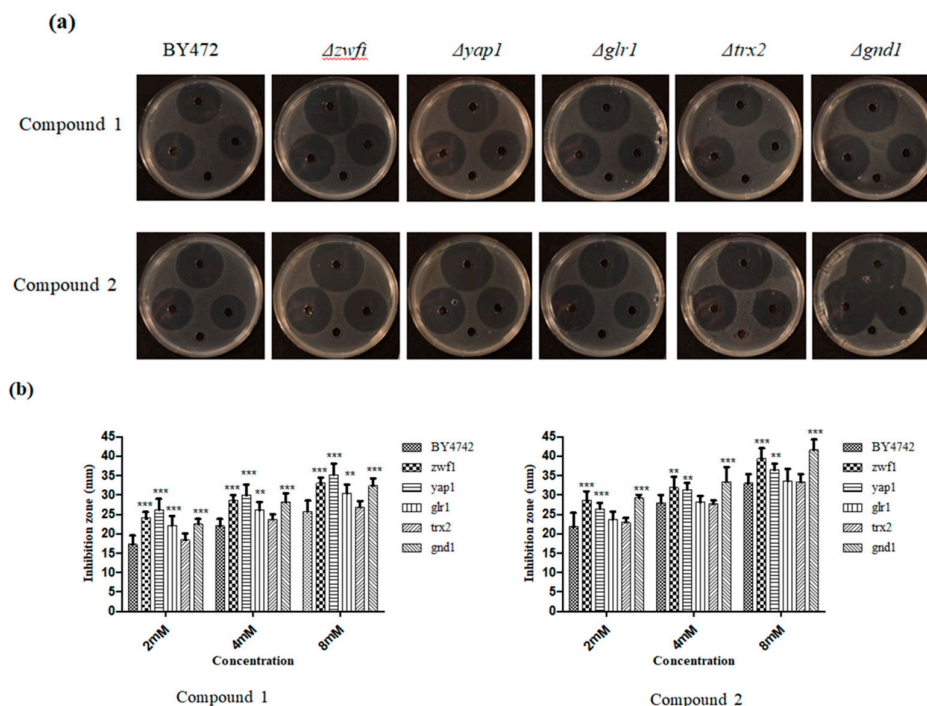 (a)
BY472 Δzwfi Δyap1 Δglr1 Δtrx2 Δgnd1
Compound 1
Compound 2
(b)
45
40
35
30
25
20
15
10
5
0
Inhibition zone (mm)
*** *** *** ***
*** *** ** ***
*** *** ** ***
2mM 4mM 8mM
Concentration
BY4742
zwf1
yap1
glr1
trx2
gnd1
Compound 1
45
40
35
30
25
20
15
10
5
0
Inhibition zone (mm)
*** *** ***
** ** ***
*** ** ***
2mM 4mM 8mM
Concentration
BY4742
zwf1
yap1
glr1
trx2
gnd1
Compound 2